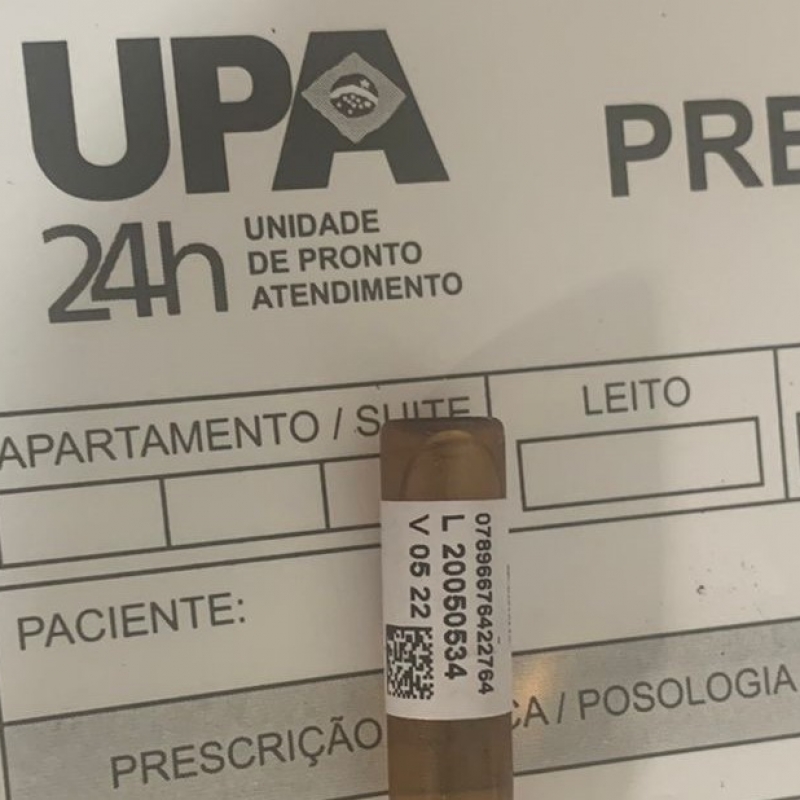 UPA
24h
UNIDADE
DE PRONTO
ATENDIMENTO
PRE
APARTAMENTO / SUITE
LEITO
07896676422764
L 20050534
V 05 22
PACIENTE:
PRESCRIÇÃO CA / POSOLOGIA